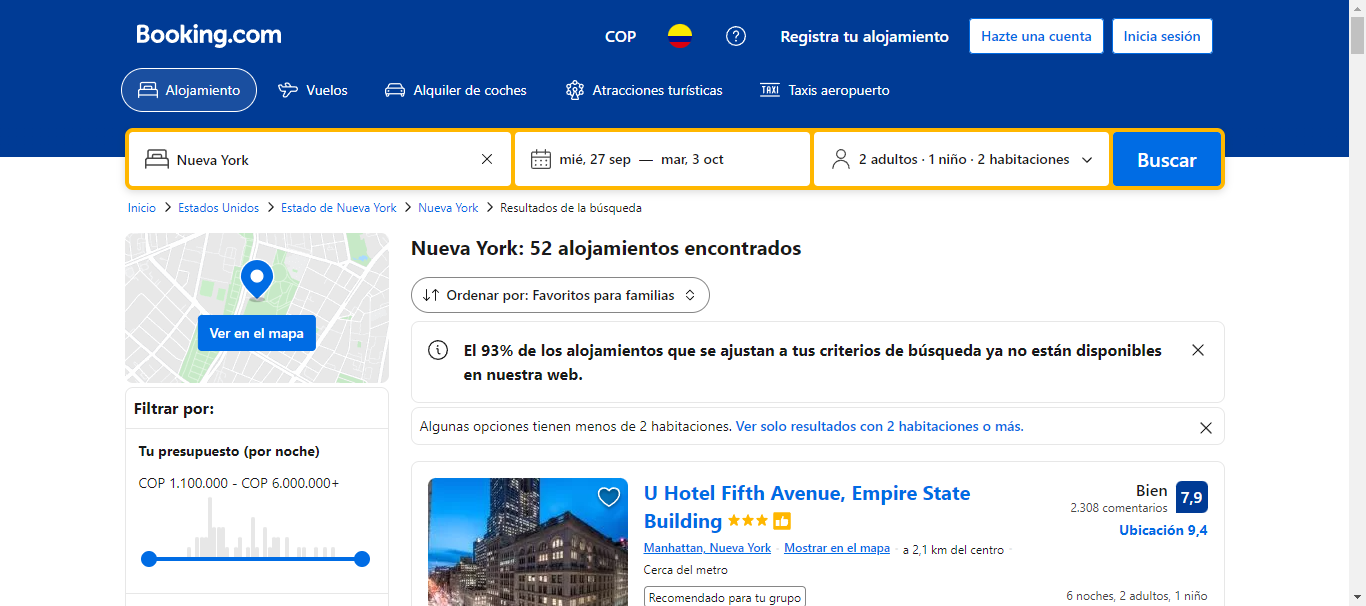 Booking.com
COP
Registra tu alojamiento
Hazte una cuenta
Inicia sesión
Alojamiento
Vuelos
Alquiler de coches
Atracciones turísticas
TAXI
Taxis aeropuerto
Nueva York
mié, 27 sep — mar, 3 oct
2 adultos · 1 niño · 2 habitaciones
Buscar
Inicio > Estados Unidos > Estado de Nueva York > Nueva York > Resultados de la búsqueda
Ver en el mapa
Filtrar por:
Tu presupuesto (por noche)
COP 1.100.000 - COP 6.000.000+
Nueva York: 52 alojamientos encontrados
Ordenar por: Favoritos para familias
El 93% de los alojamientos que se ajustan a tus criterios de búsqueda ya no están disponibles
en nuestra web.
Algunas opciones tienen menos de 2 habitaciones. Ver solo resultados con 2 habitaciones o más.
U Hotel Fifth Avenue, Empire State
Building
Manhattan, Nueva York · Mostrar en el mapa · a 2,1 km del centro ·
Cerca del metro
Recomendado para tu grupo
Bien
2.308 comentarios
7,9
Ubicación 9,4
6 noches, 2 adultos, 1 niño